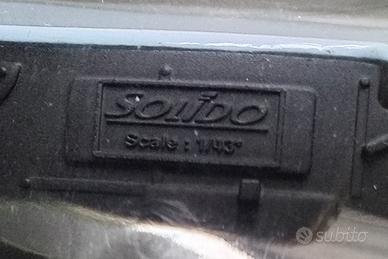 SOLIDO
Scale : 1/43°
subito